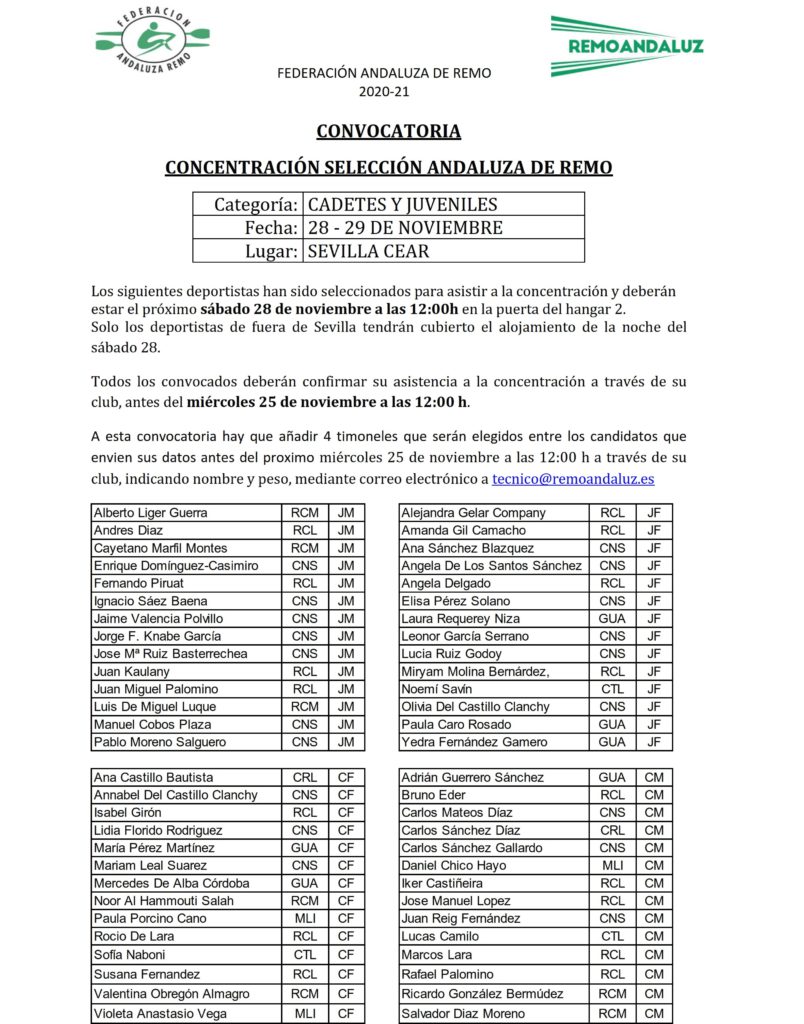 FEDERACION
ANDALUZA REMO
REMOANDALUZ
FEDERACIÓN ANDALUZA DE REMO
2020-21
CONVOCATORIA
CONCENTRACIÓN SELECCIÓN ANDALUZA DE REMO
Categoría: CADETES Y JUVENILES
Fecha: 28 - 29 DE NOVIEMBRE
Lugar: SEVILLA CEAR
Los siguientes deportistas han sido seleccionados para asistir a la concentración y deberán
estar el próximo sábado 28 de noviembre a las 12:00h en la puerta del hangar 2.
Solo los deportistas de fuera de Sevilla tendrán cubierto el alojamiento de la noche del
sábado 28.
Todos los convocados deberán confirmar su asistencia a la concentración a través de su
club, antes del miércoles 25 de noviembre a las 12:00 h.
A esta convocatoria hay que añadir 4 timoneles que serán elegidos entre los candidatos que
envien sus datos antes del proximo miércoles 25 de noviembre a las 12:00 h a través de su
club, indicando nombre y peso, mediante correo electrónico a tecnico@remoandaluz.es
Alberto Liger Guerra RCM JM
Andres Diaz RCL JM
Cayetano Marfil Montes RCM JM
Enrique Domínguez-Casimiro CNS JM
Fernando Piruat RCL JM
Ignacio Sáez Baena CNS JM
Jaime Valencia Polvillo CNS JM
Jorge F. Knabe García CNS JM
Jose Mª Ruiz Basterrechea CNS JM
Juan Kaulany RCL JM
Juan Miguel Palomino RCL JM
Luis De Miguel Luque RCM JM
Manuel Cobos Plaza CNS JM
Pablo Moreno Salguero CNS JM
Alejandra Gelar Company RCL JF
Amanda Gil Camacho RCL JF
Ana Sánchez Blazquez CNS JF
Angela De Los Santos Sánchez CNS JF
Angela Delgado RCL JF
Elisa Pérez Solano CNS JF
Laura Requerey Niza GUA JF
Leonor García Serrano CNS JF
Lucia Ruiz Godoy CNS JF
Miryam Molina Bernárdez, RCL JF
Noemí Savín CTL JF
Olivia Del Castillo Clanchy CNS JF
Paula Caro Rosado GUA JF
Yedra Fernández Gamero GUA JF
Ana Castillo Bautista CRL CF
Annabel Del Castillo Clanchy CNS CF
Isabel Girón RCL CF
Lidia Florido Rodriguez CNS CF
María Pérez Martínez GUA CF
Mariam Leal Suarez CNS CF
Mercedes De Alba Córdoba GUA CF
Noor Al Hammouti Salah RCM CF
Paula Porcino Cano MLI CF
Rocio De Lara RCL CF
Sofía Naboni CTL CF
Susana Fernandez RCL CF
Valentina Obregón Almagro RCM CF
Violeta Anastasio Vega MLI CF
Adrián Guerrero Sánchez GUA CM
Bruno Eder RCL CM
Carlos Mateos Díaz CNS CM
Carlos Sánchez Díaz CRL CM
Carlos Sánchez Gallardo CNS CM
Daniel Chico Hayo MLI CM
Iker Castiñeira RCL CM
Jose Manuel Lopez RCL CM
Juan Reig Fernández CNS CM
Lucas Camilo CTL CM
Marcos Lara RCL CM
Rafael Palomino RCL CM
Ricardo González Bermúdez RCM CM
Salvador Diaz Moreno RCM CM